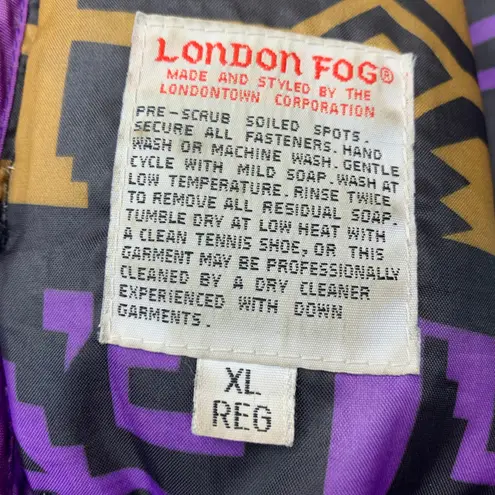 LONDON FOG®
MADE AND STYLED BY THE
LONDONTOWN CORPORATION
PRE-SCRUB SOILED SPOTS.
SECURE ALL FASTENERS. HAND
WASH OR MACHINE WASH. GENTLE
CYCLE WITH MILD SOAP. WASH AT
LOW TEMPERATURE. RINSE TWICE
TO REMOVE ALL RESIDUAL SOAP.
TUMBLE DRY AT LOW HEAT WITH
A CLEAN TENNIS SHOE, OR THIS
GARMENT MAY BE PROFESSIONALLY
CLEANED BY A DRY CLEANER
EXPERIENCED WITH DOWN
GARMENTS.
XL
REG